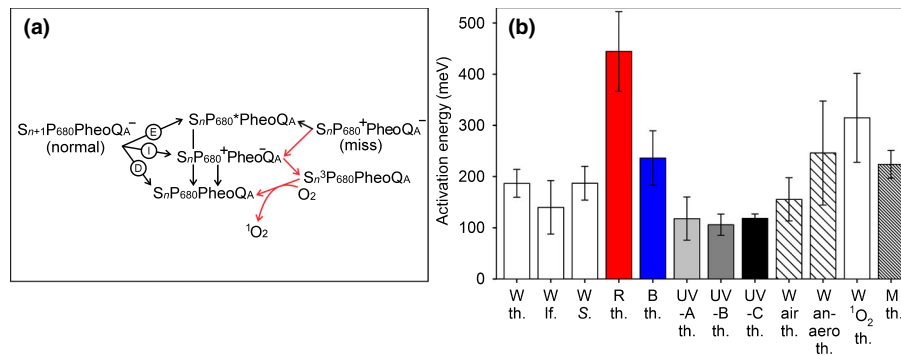 (a)
SnP680*PheoQA
Sn+1P680PheoQA−
(normal)
E
SnP680+PheoQA−
(miss)
I
SnP680+Pheo−QA
D
Sn3P680PheoQA
SnP680PheoQA
O2
1O2
(b)
Activation energy (meV)
500
400
300
200
100
0
W th.
W lf.
W S.
R th.
B th.
UV -A th.
UV -B th.
UV -C th.
W air th.
W an- aero th.
W 1O2 th.
M th.